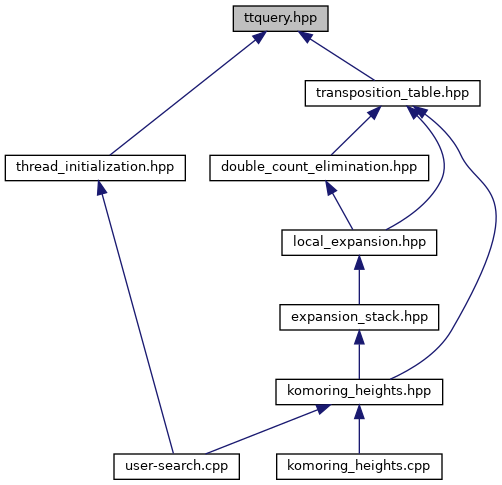 ttquery.hpp
transposition_table.hpp
thread_initialization.hpp
double_count_elimination.hpp
local_expansion.hpp
expansion_stack.hpp
komoring_heights.hpp
user-search.cpp
komoring_heights.cpp